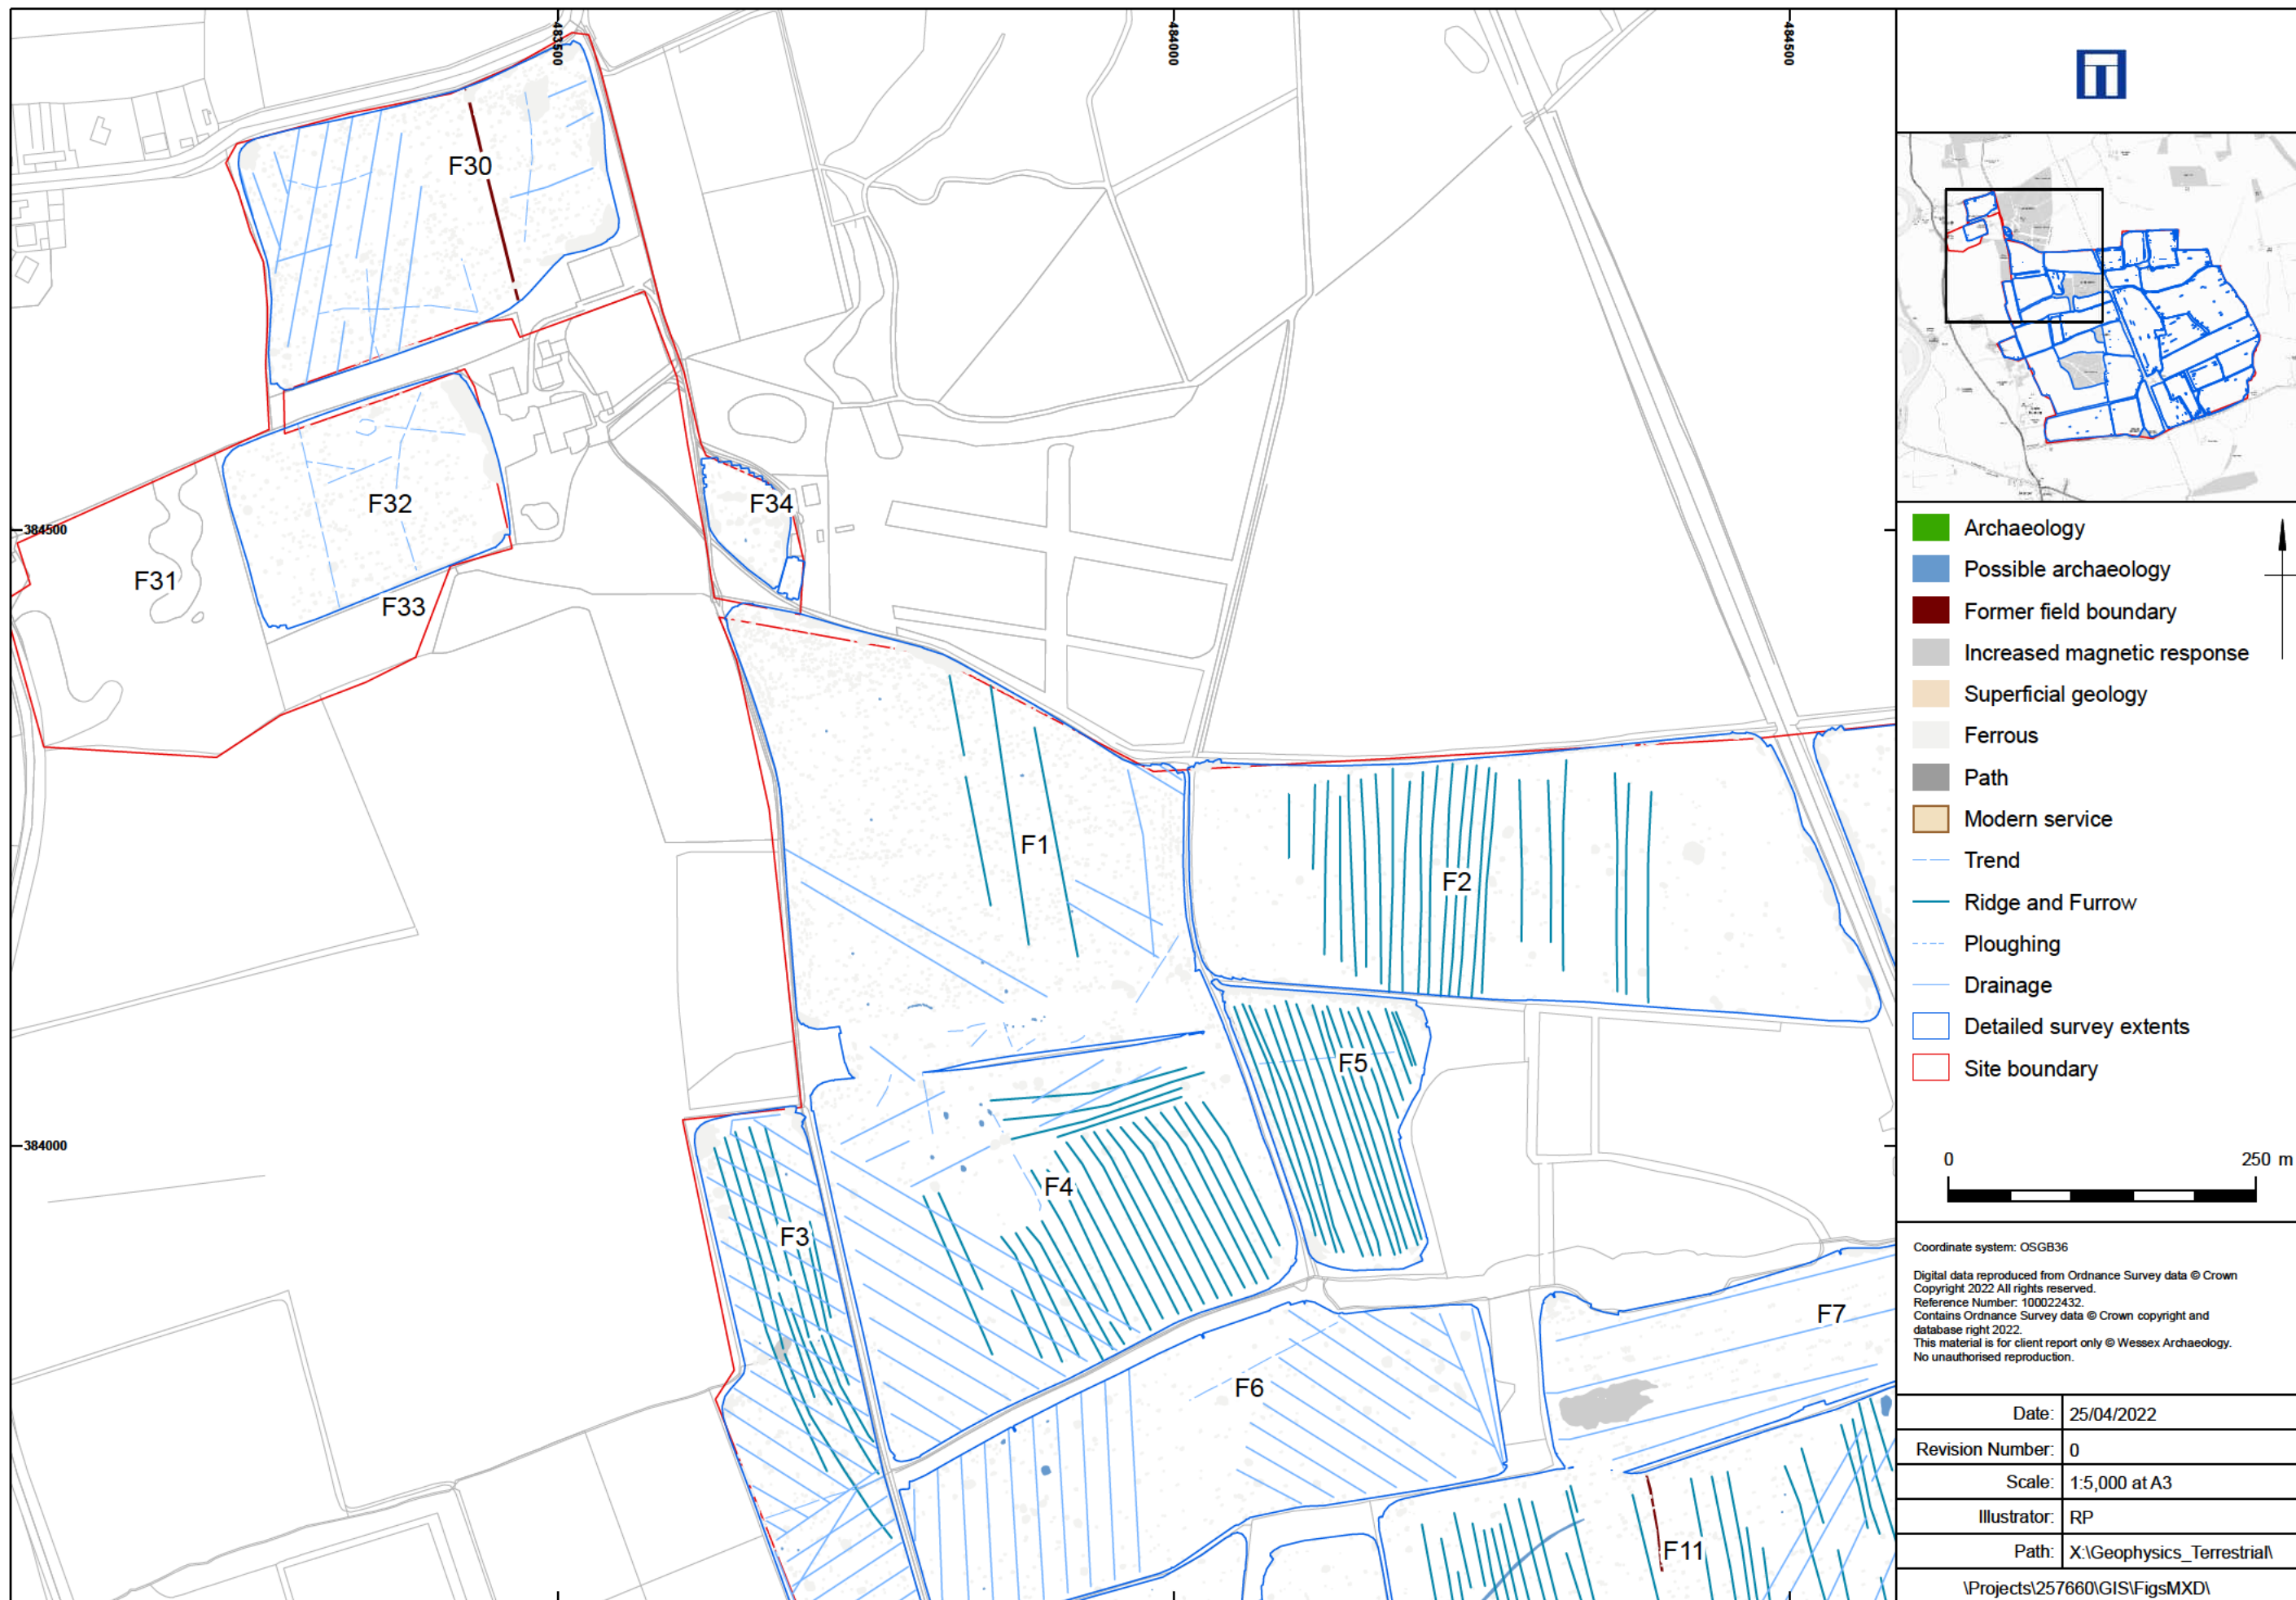 483500
484000
484500
F30
F32
F34
384500
F31
F33
F1
F2
F5
384000
F4
F3
F7
F6
F11
Archaeology
Possible archaeology
Former field boundary
Increased magnetic response
Superficial geology
Ferrous
Path
Modern service
Trend
Ridge and Furrow
Ploughing
Drainage
Detailed survey extents
Site boundary
0 250 m
Coordinate system: OSGB36
Digital data reproduced from Ordnance Survey data © Crown
Copyright 2022 All rights reserved.
Reference Number: 100022432.
Contains Ordnance Survey data © Crown copyright and
database right 2022.
This material is for client report only © Wessex Archaeology.
No unauthorised reproduction.
Date: 25/04/2022
Revision Number: 0
Scale: 1:5,000 at A3
Illustrator: RP
Path: X:\Geophysics_Terrestrial\
\Projects\257660\GIS\FigsMXD\